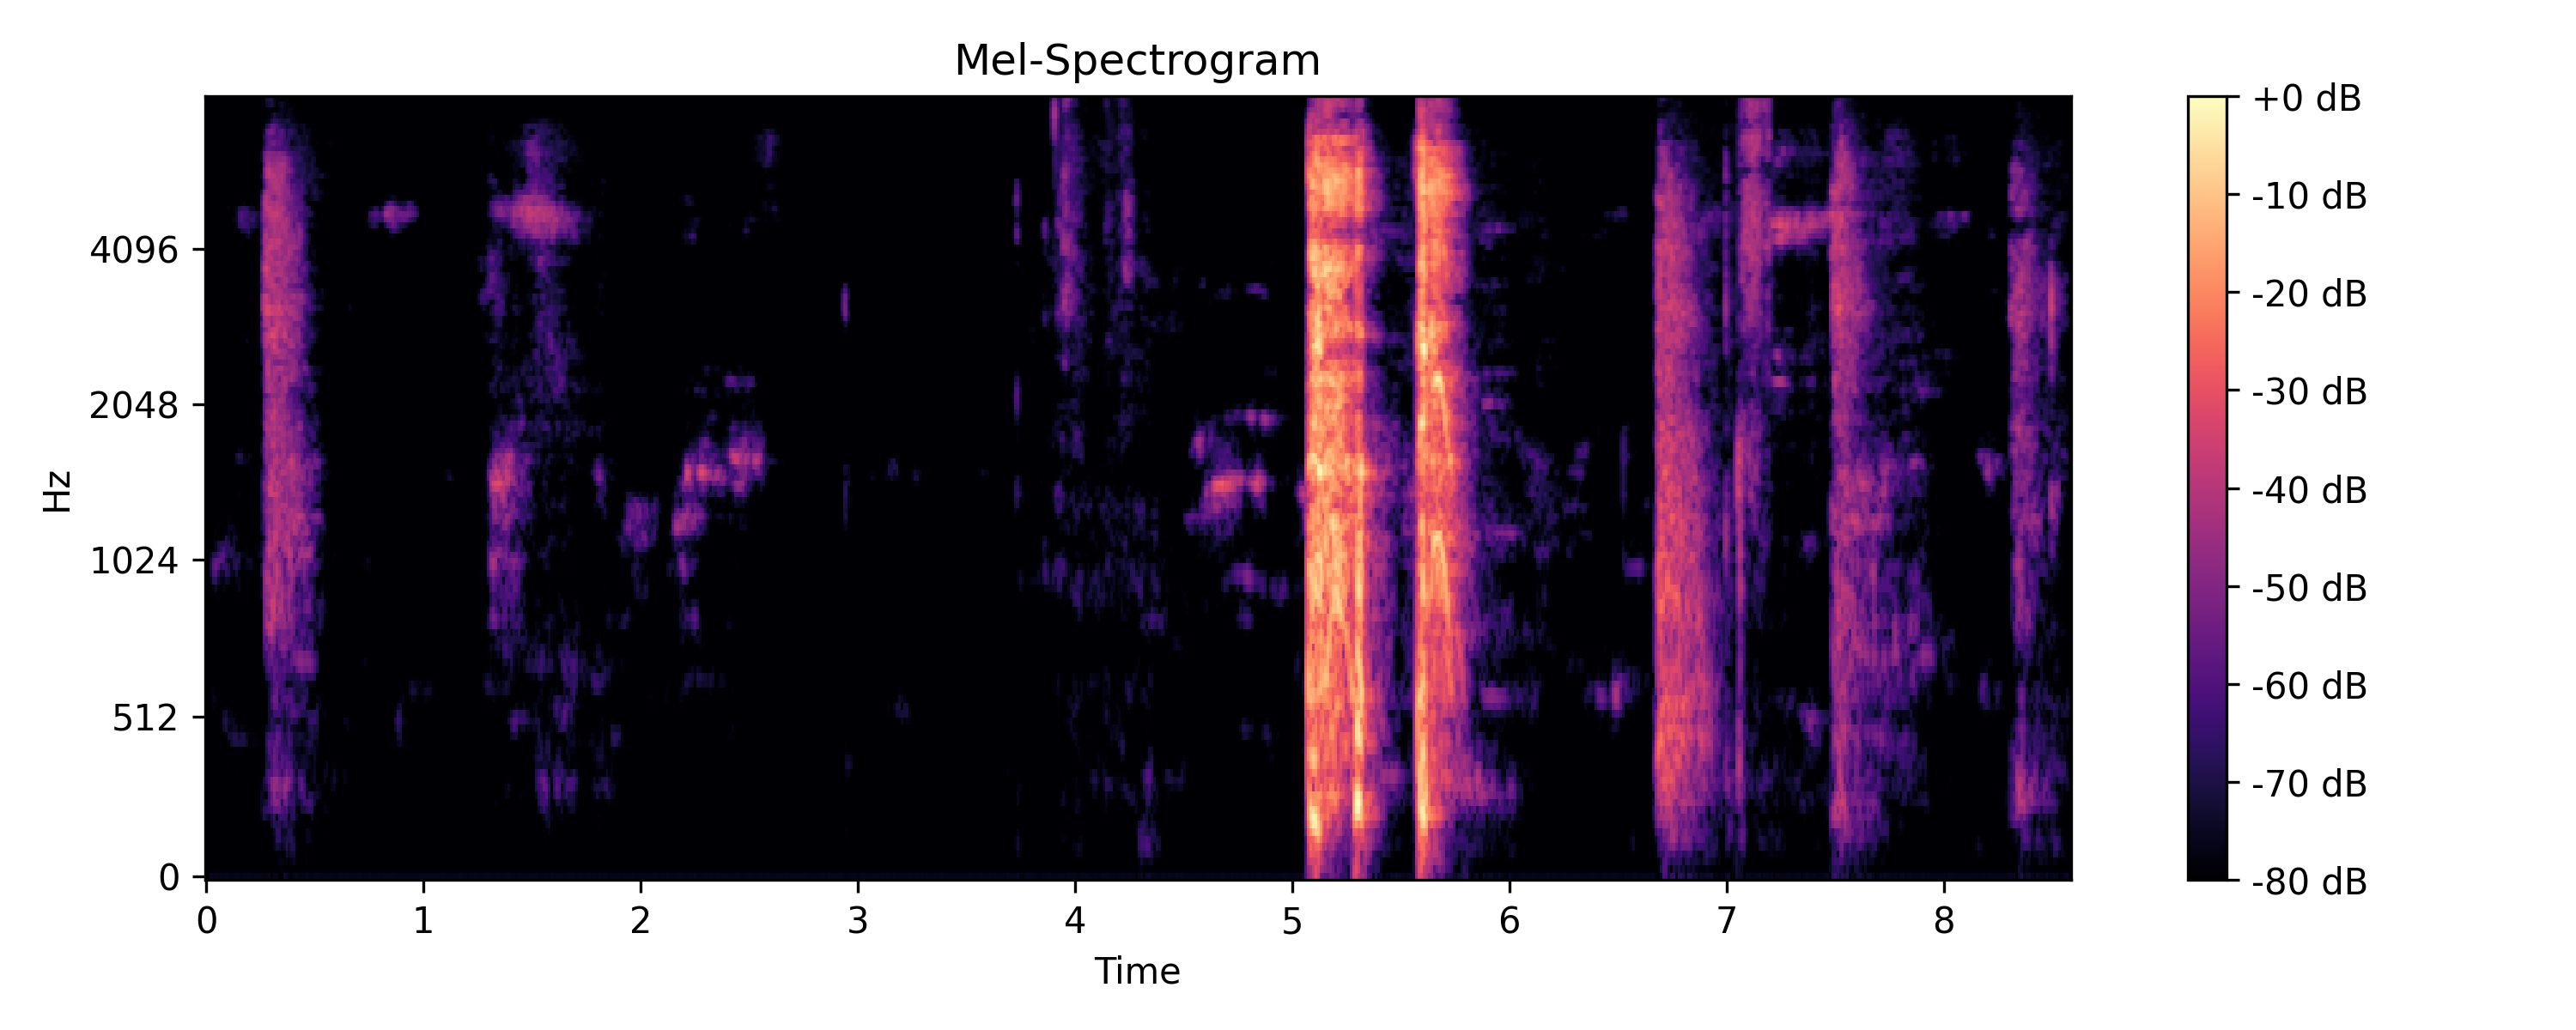 Mel-Spectrogram
+0 dB
-10 dB
-20 dB
-30 dB
-40 dB
-50 dB
-60 dB
-70 dB
-80 dB
4096
2048
1024
512
0
Hz
0 1 2 3 4 5 6 7 8
Time